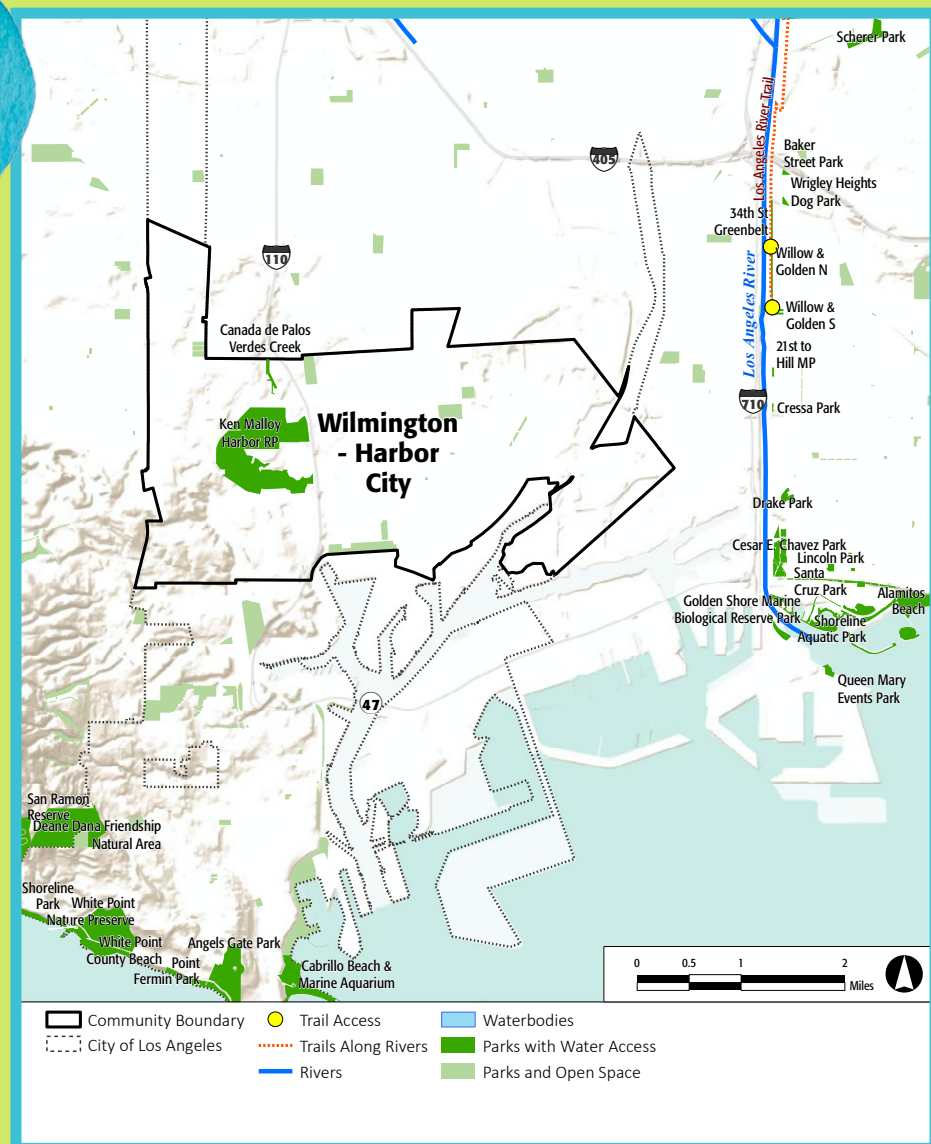 Scherer Park
Los Angeles River Trail
405
Baker
Street Park
Wrigley Heights
Dog Park
34th St
Greenbelt
110
Willow &
Golden N
Los Angeles River
Willow &
Golden S
Canada de Palos
Verdes Creek
21st to
Hill MP
710
Cressa Park
Ken Malloy
Harbor RP
Wilmington
- Harbor
City
Drake Park
Cesar E. Chavez Park
Lincoln Park
Santa
Cruz Park
Alamitos
Beach
Golden Shore Marine
Biological Reserve Park
Shoreline
Aquatic Park
Queen Mary
Events Park
47
San Ramon
Reserve
Deane Dana Friendship
Natural Area
Shoreline
Park
White Point
Nature Preserve
White Point
County Beach
Angels Gate Park
Point
Fermin Park
Cabrillo Beach &
Marine Aquarium
0 0.5 1 2
Miles
Community Boundary
City of Los Angeles
Trail Access
Trails Along Rivers
Rivers
Waterbodies
Parks with Water Access
Parks and Open Space